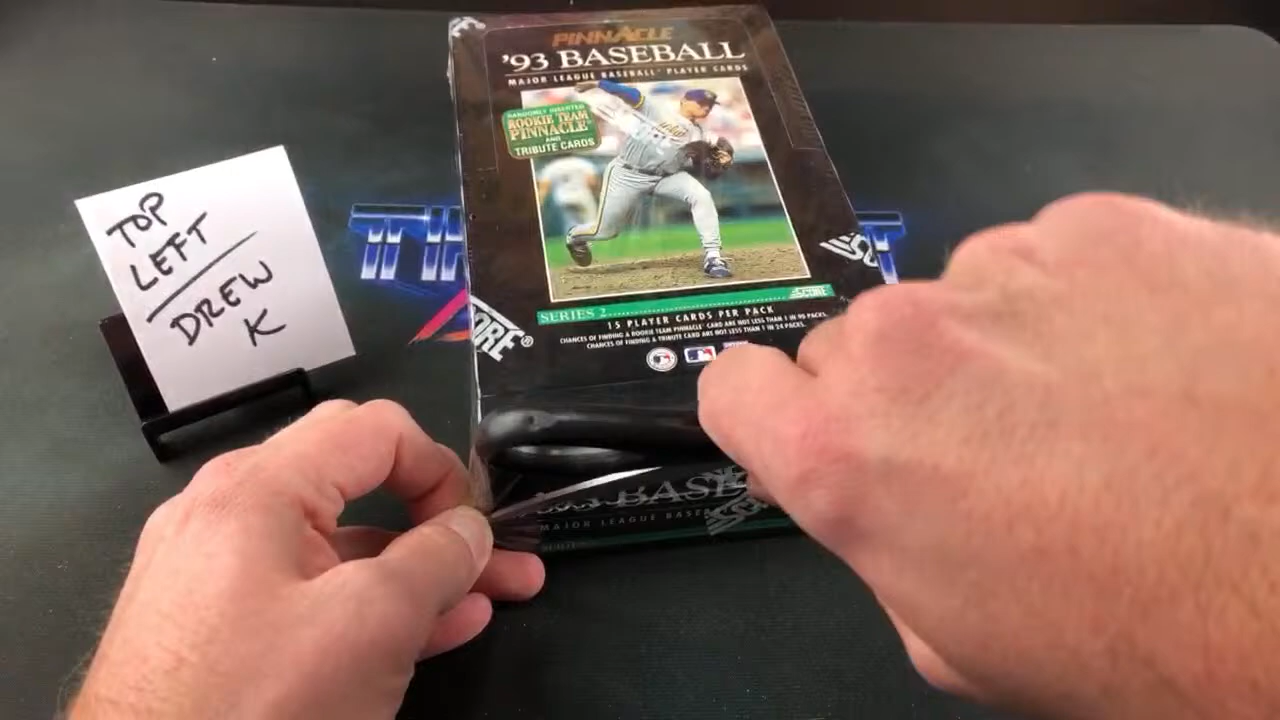 PINNACLE
'93 BASEBALL
MAJOR LEAGUE BASEBALL PLAYER CARDS
RANDOMLY INSERTED
ROOKIE TEAM
PINNACLE
AND
TRIBUTE CARDS
TOP
LEFT
DREW
K
SCORE
SERIES 2
15 PLAYER CARDS PER PACK
CHANCES OF FINDING A ROOKIE TEAM PINNACLE CARD ARE NOT LESS THAN 1 IN 90 PACKS.
CHANCES OF FINDING A TRIBUTE CARD ARE NOT LESS THAN 1 IN 24 PACKS.
MAJOR LEAGUE